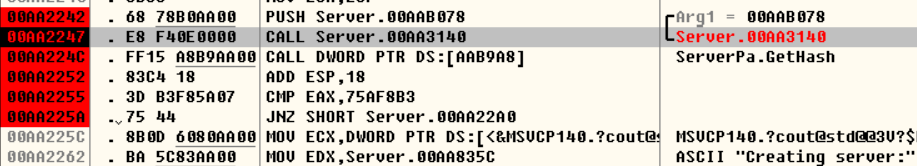 00AA2242 . 68 78B0AA00 PUSH Server.00AAB078 Arg1 = 00AAB078
00AA2247 . E8 F40E0000 CALL Server.00AA3140 Server.00AA3140
00AA224C . FF15 A8B9AA00 CALL DWORD PTR DS:[AAB9A8] ServerPa.GetHash
00AA2252 . 83C4 18 ADD ESP,18
00AA2255 . 3D B3F85A07 CMP EAX,75AF8B3
00AA225A . 75 44 JNZ SHORT Server.00AA22A0
00AA225C . 8B0D 6080AA00 MOV ECX,DWORD PTR DS:[<&MSVCP140.?cout@s MSVCP140.?cout@std@@3V?$
00AA2262 . BA 5C83AA00 MOV EDX,Server.00AA835C ASCII "Creating server:"